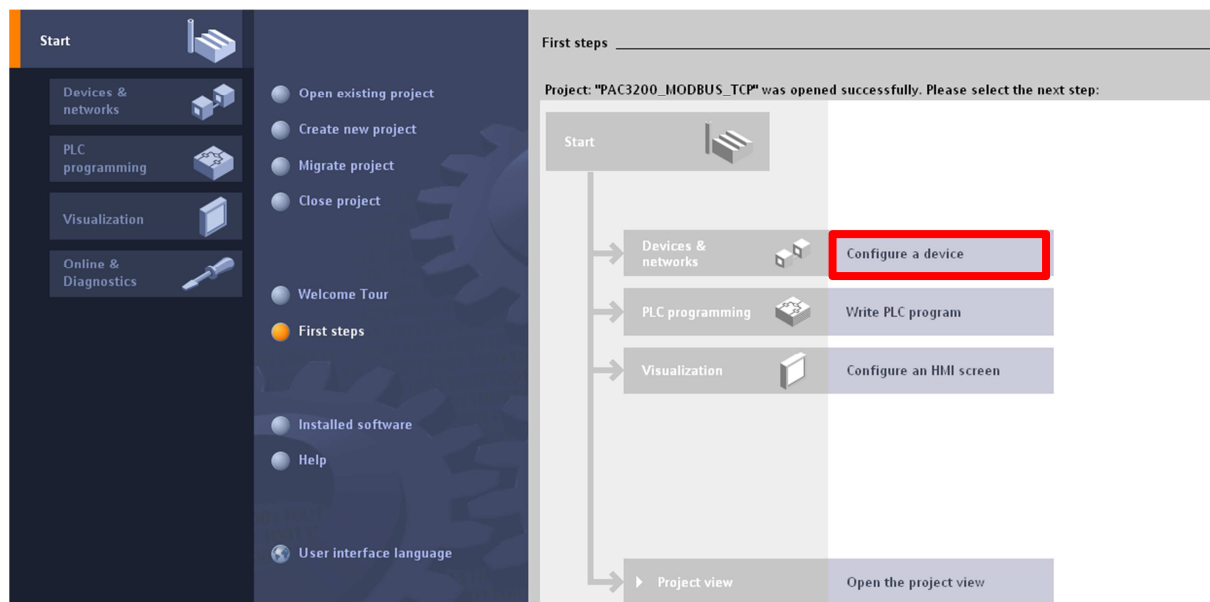 Start
Devices &
networks
PLC
programming
Visualization
Online &
Diagnostics
Open existing project
Create new project
Migrate project
Close project
Welcome Tour
First steps
Installed software
Help
User interface language
First steps
Project: "PAC3200_MODBUS_TCP" was opened successfully. Please select the next step:
Start
Devices &
networks
Configure a device
PLC programming
Write PLC program
Visualization
Configure an HMI screen
Project view
Open the project view